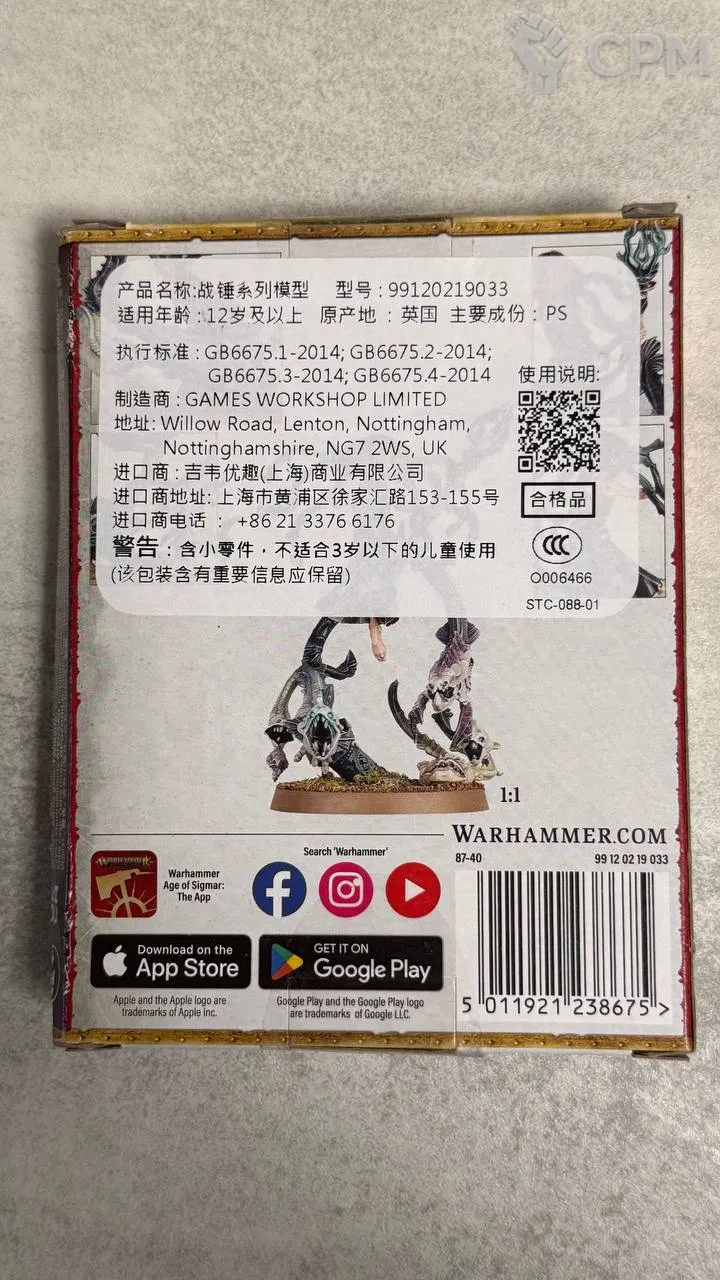 CPM
产品名称:战锤系列模型 型号：99120219033
适用年龄：12岁及以上 原产地：英国 主要成份：PS
执行标准：GB6675.1-2014; GB6675.2-2014;
GB6675.3-2014; GB6675.4-2014
制造商：GAMES WORKSHOP LIMITED
地址: Willow Road, Lenton, Nottingham,
Nottinghamshire, NG7 2WS, UK
进口商：吉韦优趣(上海)商业有限公司
进口商地址: 上海市黄浦区徐家汇路153-155号
进口商电话 ： +86 21 3376 6176
警告：含小零件，不适合3岁以下的儿童使用
(该包装含有重要信息应保留)
使用说明:
合格品
CCC
O006466
STC-088-01
1:1
WARHAMMER.COM
87-40 99 12 02 19 033
Search ‘Warhammer’
WARHAMMER
Warhammer
Age of Sigmar:
The App
Download on the
App Store
GET IT ON
Google Play
Apple and the Apple logo are
trademarks of Apple Inc.
Google Play and the Google Play logo
are trademarks of Google LLC.
5 011921 238675 >